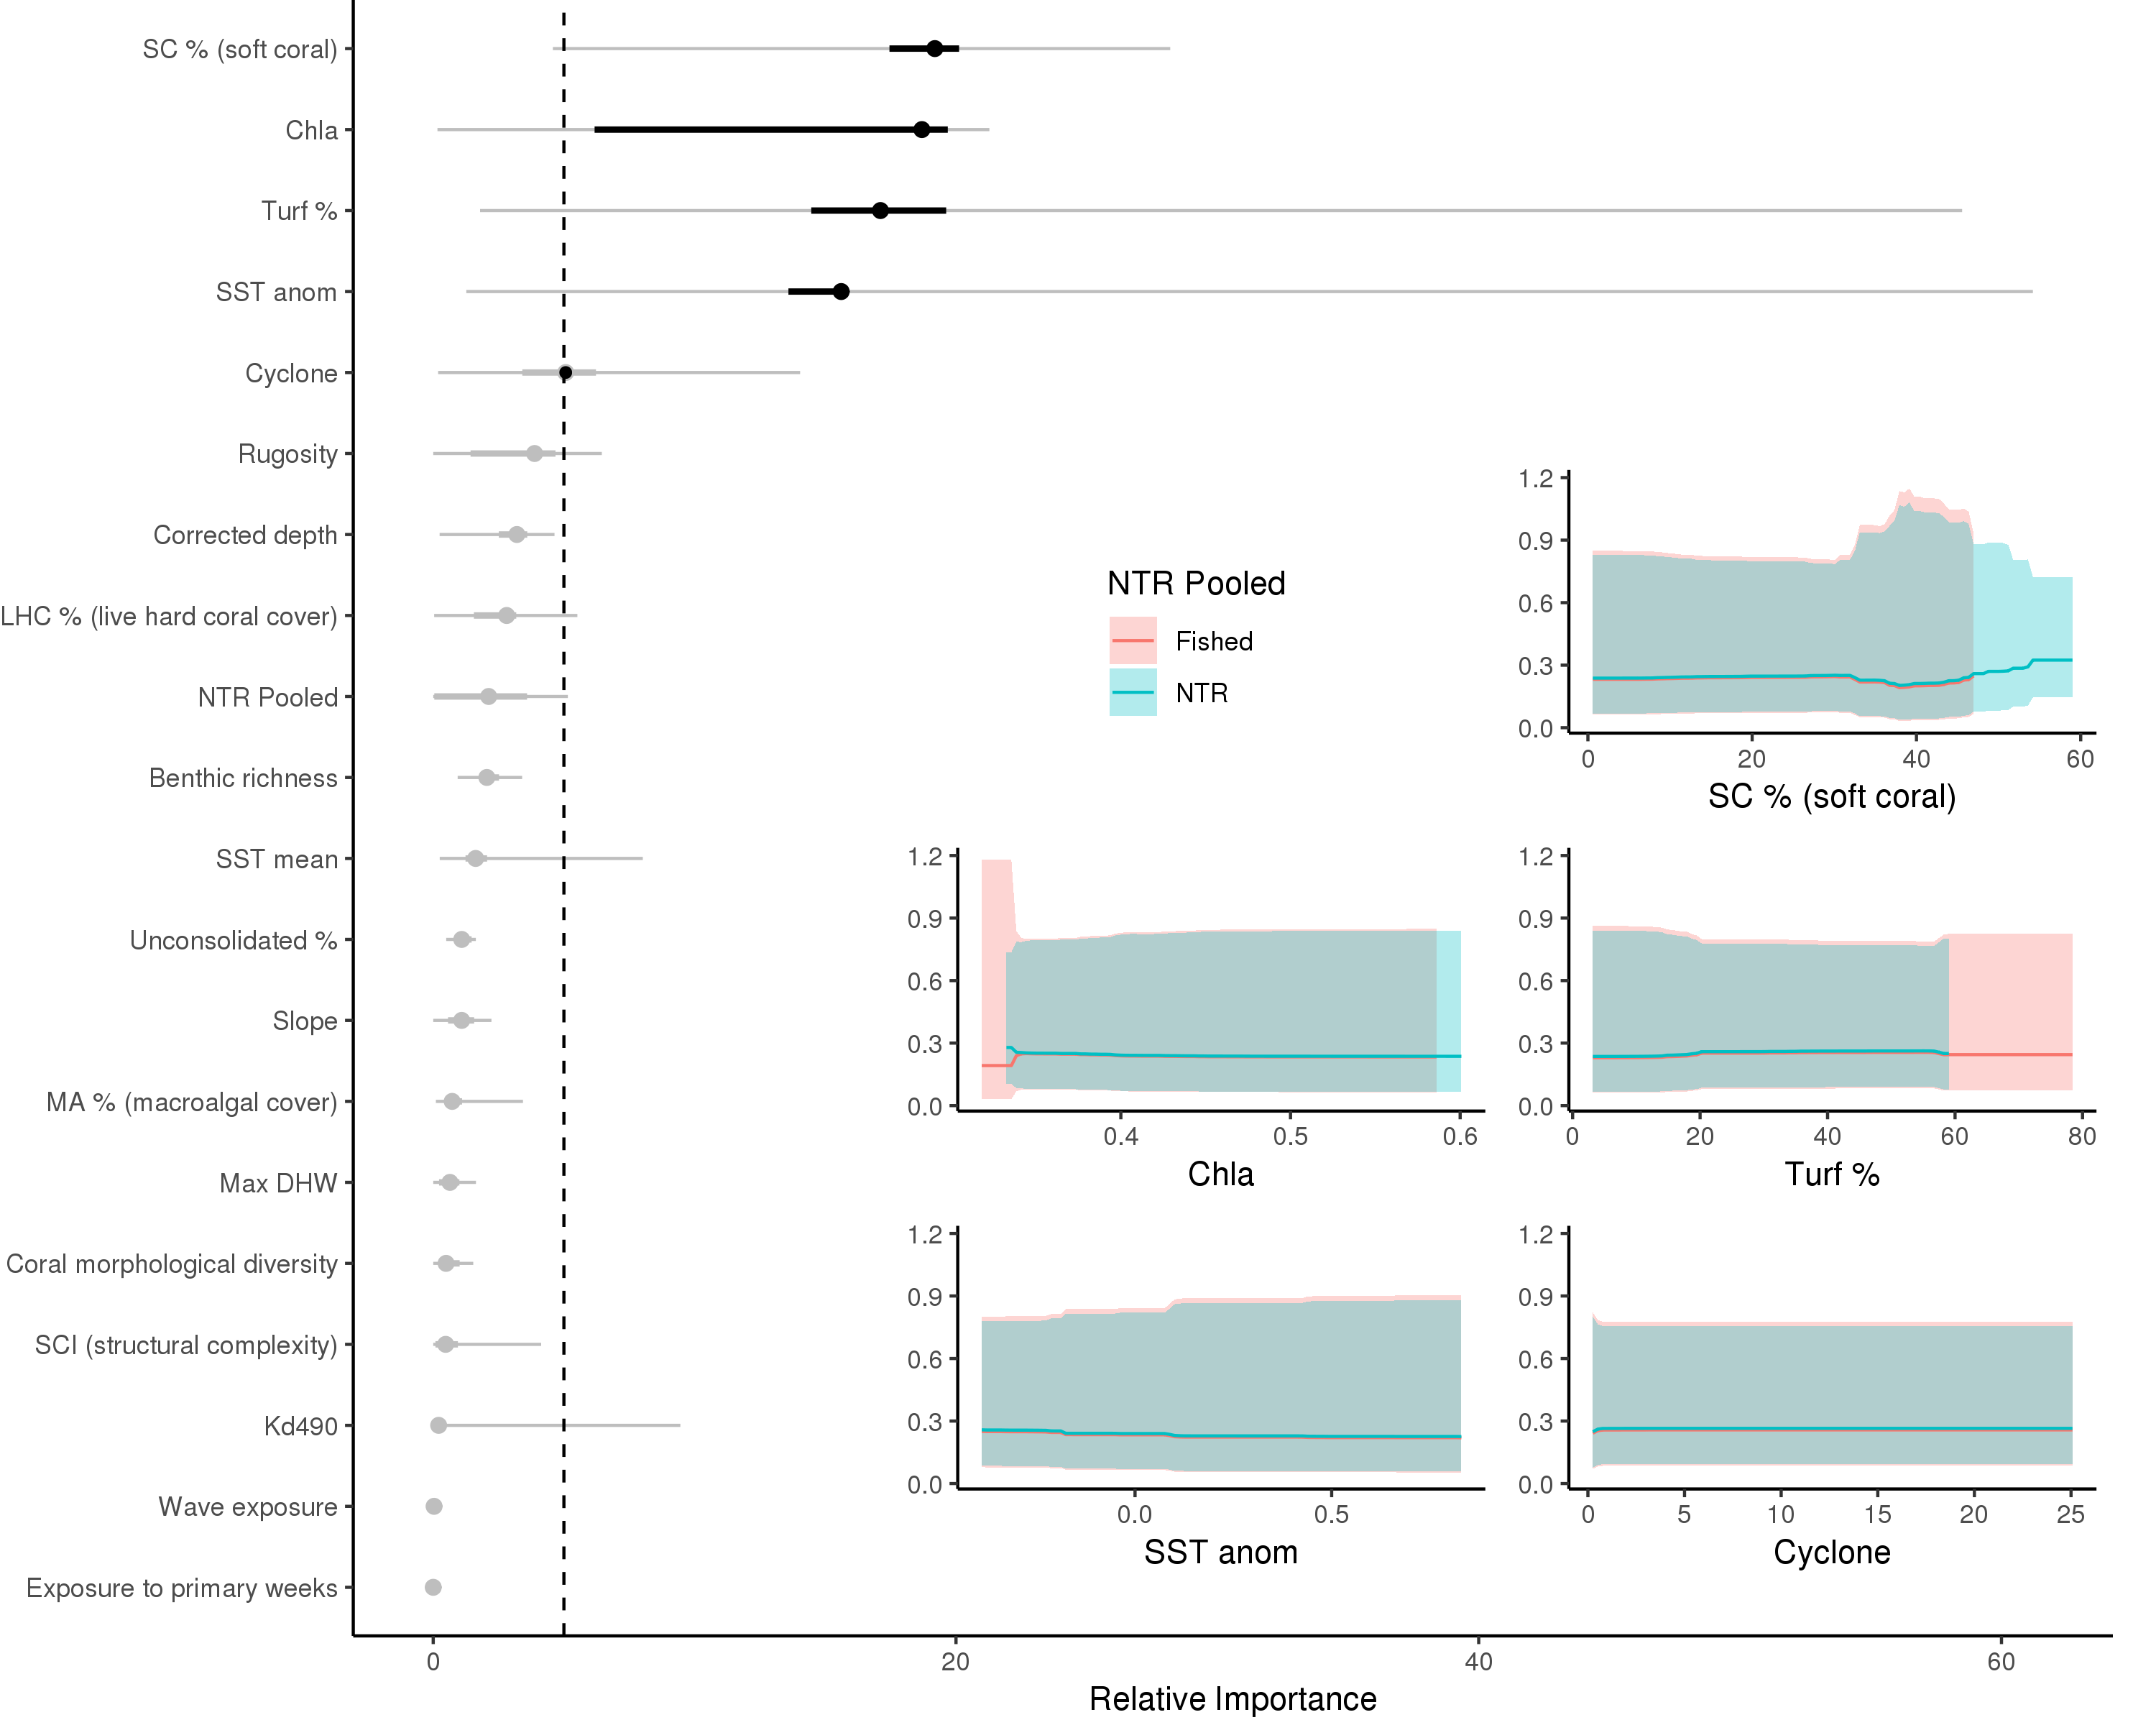 SC % (soft coral)
Chla
Turf %
SST anom
Cyclone
Rugosity
Corrected depth
LHC % (live hard coral cover)
NTR Pooled
Benthic richness
SST mean
Unconsolidated %
Slope
MA % (macroalgal cover)
Max DHW
Coral morphological diversity
SCI (structural complexity)
Kd490
Wave exposure
Exposure to primary weeks
0 20 40 60
Relative Importance
NTR Pooled
Fished
NTR
1.2
0.9
0.6
0.3
0.0
0 20 40 60
SC % (soft coral)
1.2
0.9
0.6
0.3
0.0
0.4 0.5 0.6
Chla
1.2
0.9
0.6
0.3
0.0
0 20 40 60 80
Turf %
1.2
0.9
0.6
0.3
0.0
0.0 0.5
SST anom
1.2
0.9
0.6
0.3
0.0
0 5 10 15 20 25
Cyclone